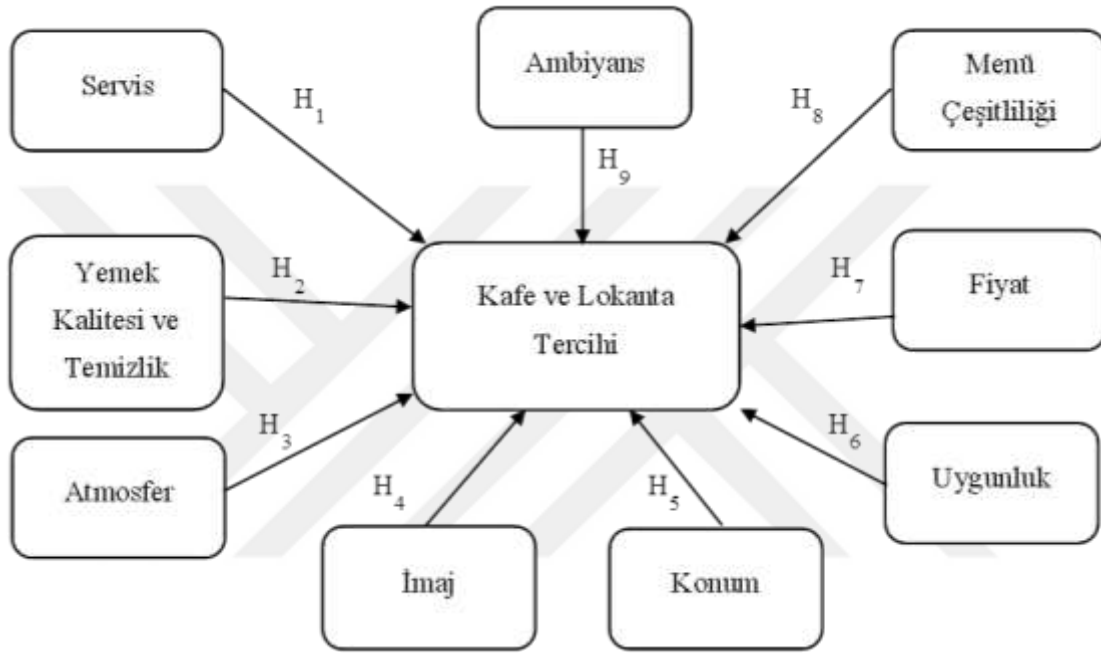 Servis
Ambiyans
Menü
Çeşitliliği
H1
H8
H9
Yemek
Kalitesi ve
Temizlik
H2
Kafe ve Lokanta
Tercihi
H7
Fiyat
Atmosfer
H3
H4
H5
H6
Uygunluk
İmaj
Konum